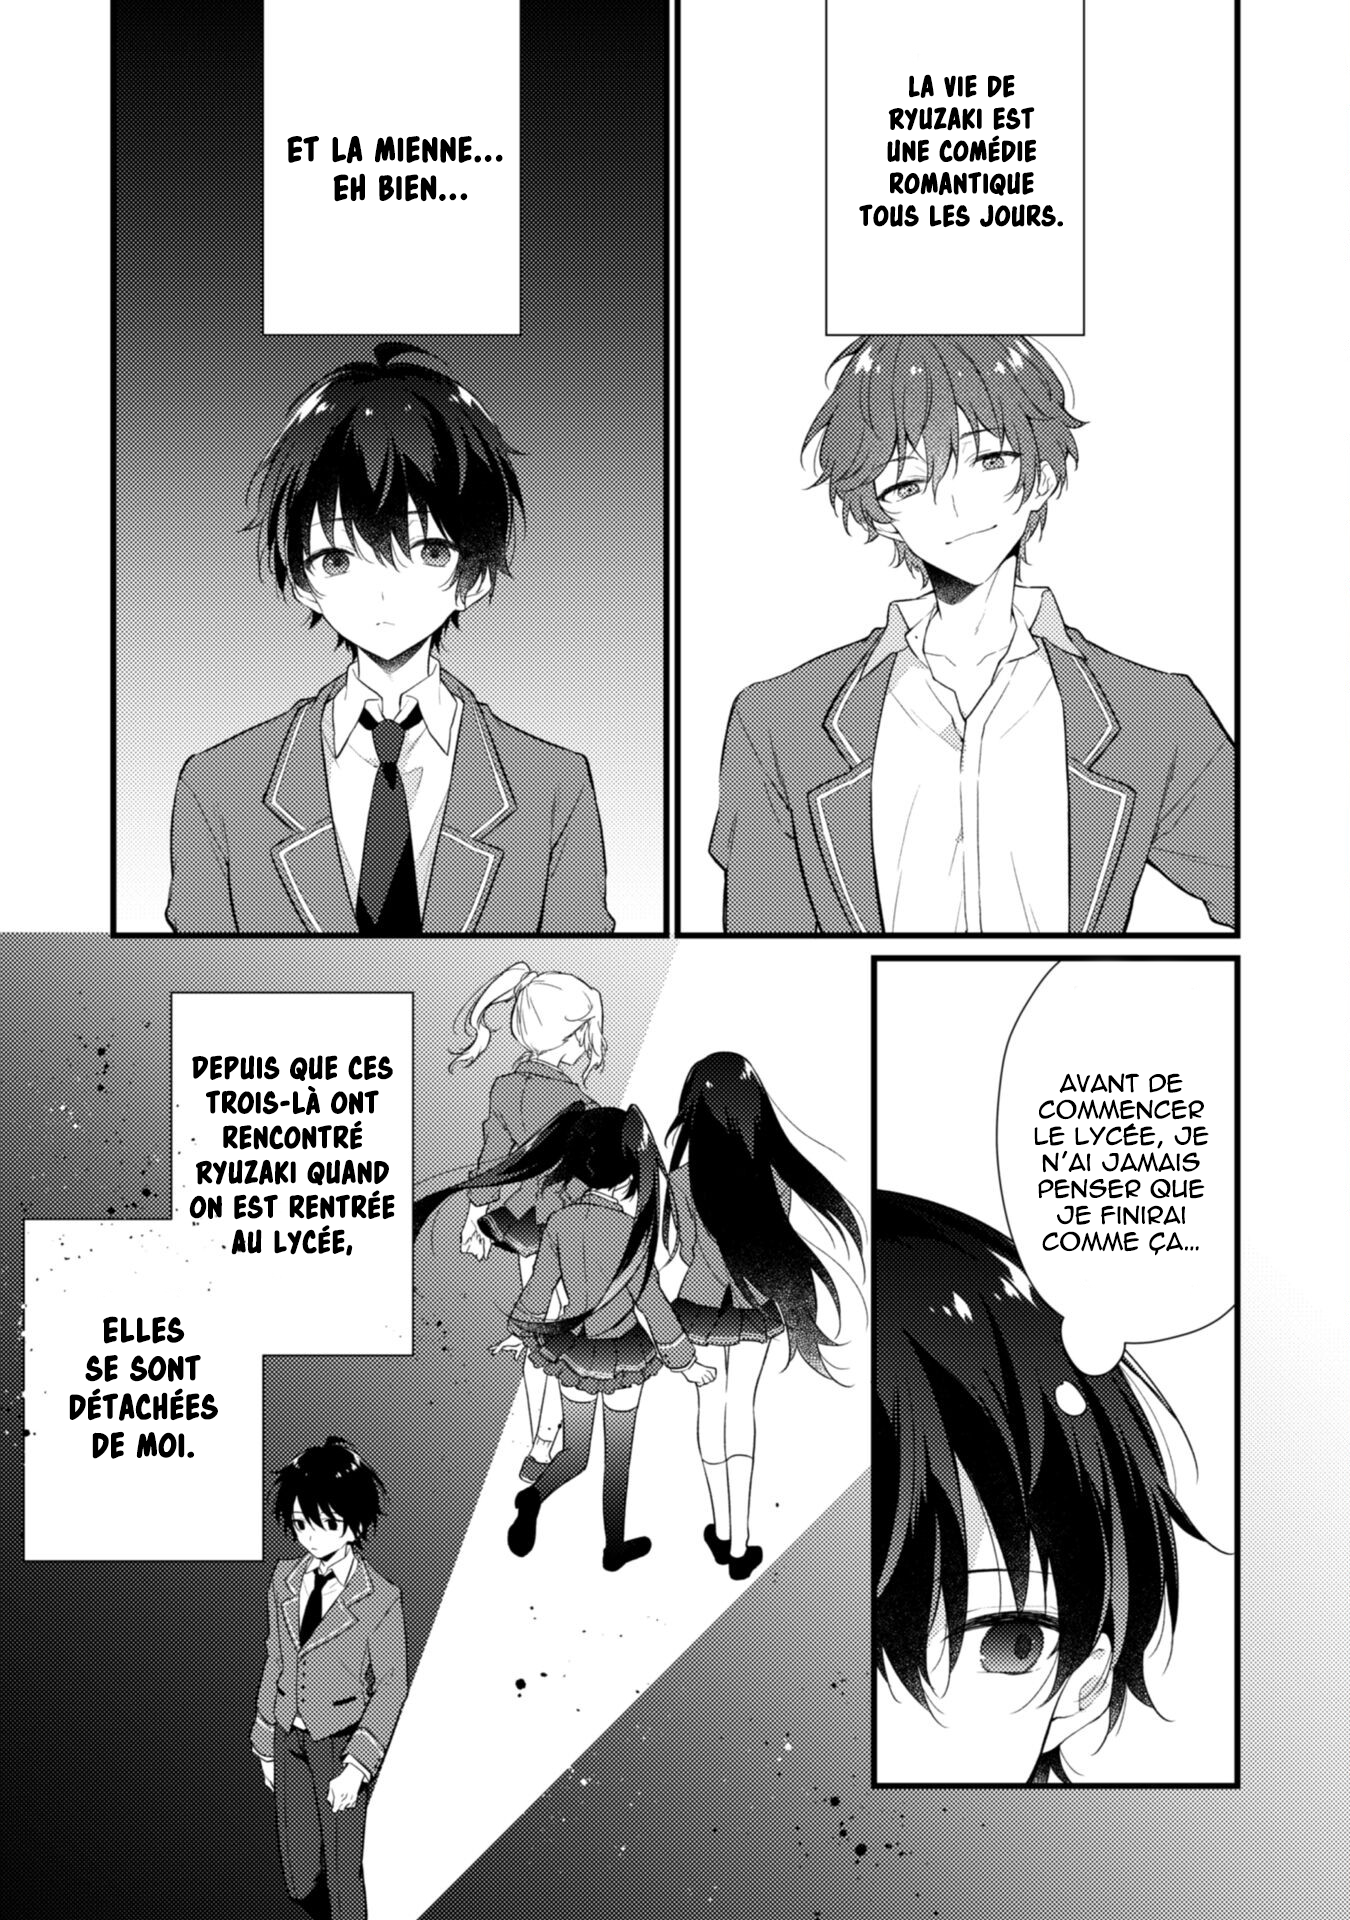 LA VIE DE
RYUZAKI EST
UNE COMÉDIE
ROMANTIQUE
TOUS LES JOURS.
ET LA MIENNE...
EH BIEN...
AVANT DE
COMMENCER
LE LYCÉE, JE
N'AI JAMAIS
PENSER QUE
JE FINIRAI
COMME ÇA...
DEPUIS QUE CES
TROIS-LÀ ONT
RENCONTRÉ
RYUZAKI QUAND
ON EST RENTRÉE
AU LYCÉE,
ELLES
SE SONT
DÉTACHÉES
DE MOI.